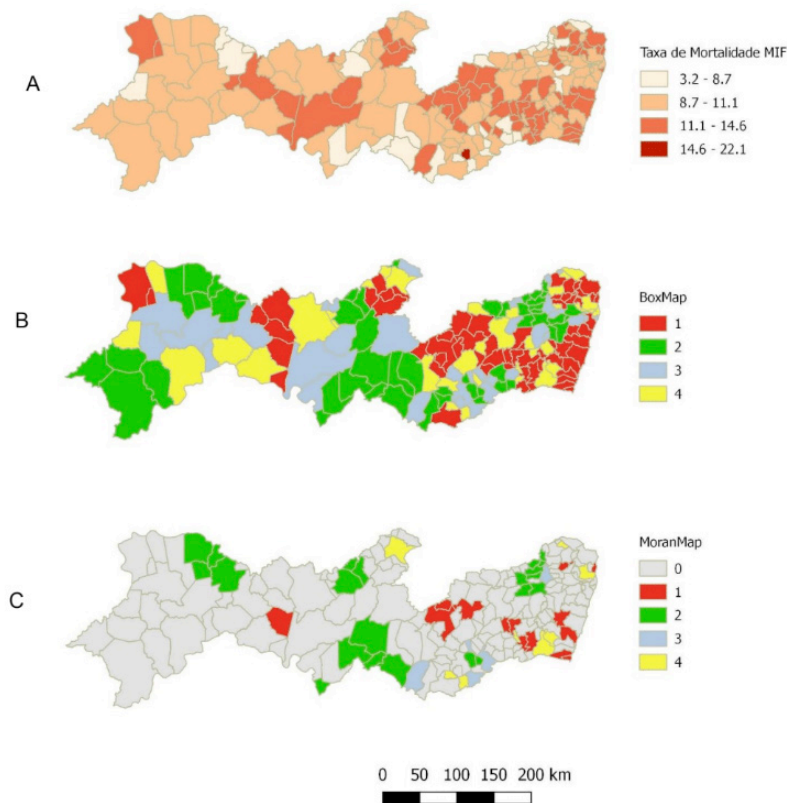 A
Taxa de Mortalidade MIF
3.2 - 8.7
8.7 - 11.1
11.1 - 14.6
14.6 - 22.1
B
BoxMap
1
2
3
4
C
MoranMap
0
1
2
3
4
0 50 100 150 200 km